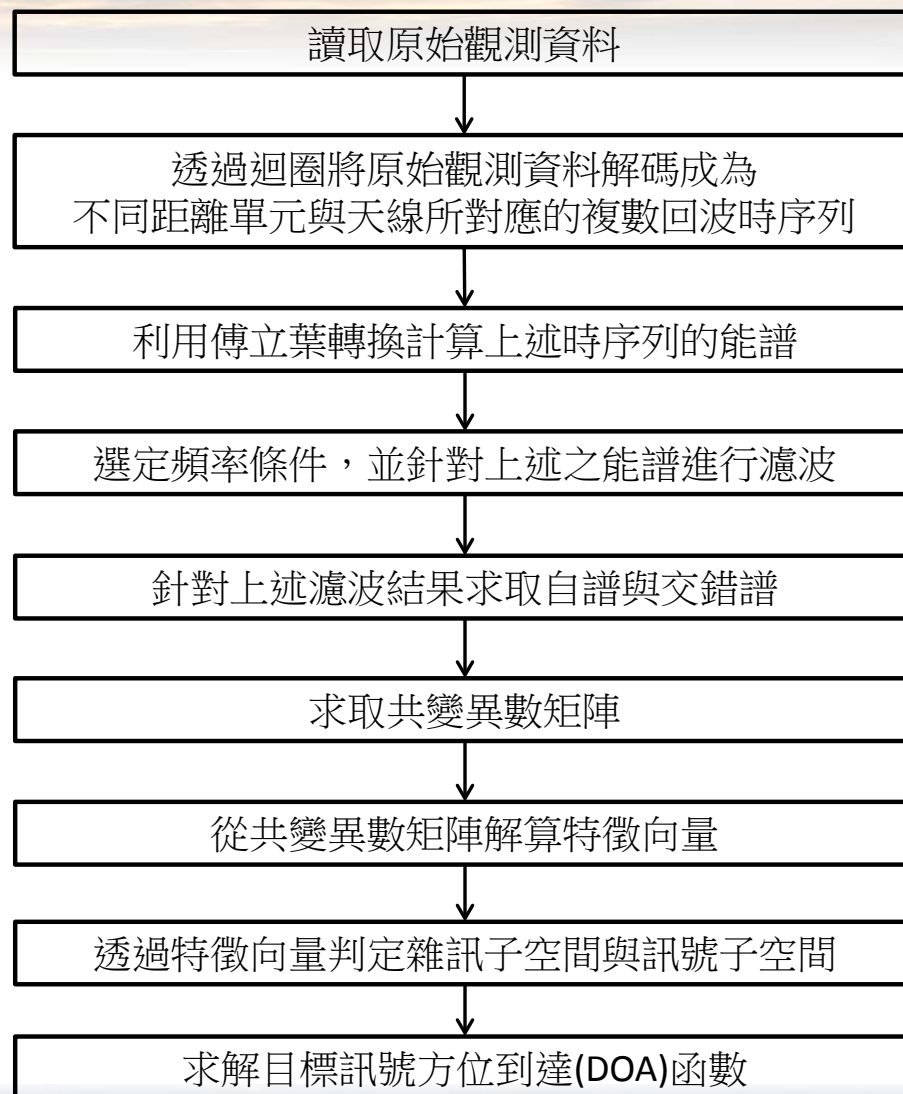 讀取原始觀測資料
透過迴圈將原始觀測資料解碼成為
不同距離單元與天線所對應的複數回波時序列
利用傅立葉轉換計算上述時序列的能譜
選定頻率條件，並針對上述之能譜進行濾波
針對上述濾波結果求取自譜與交錯譜
求取共變異數矩陣
從共變異數矩陣解算特徵向量
透過特徵向量判定雜訊子空間與訊號子空間
求解目標訊號方位到達(DOA)函數